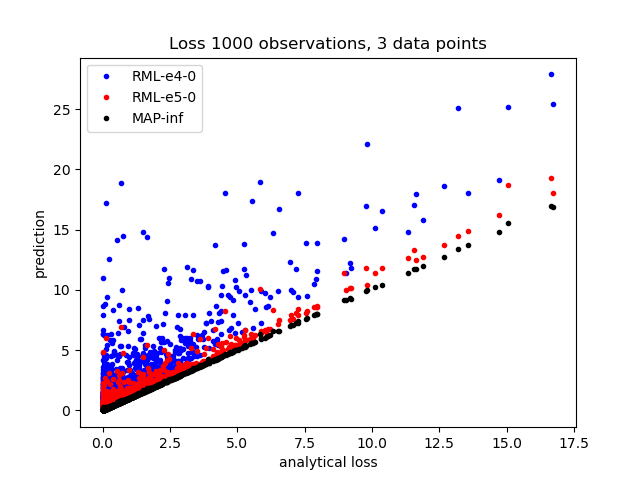 Loss 1000 observations, 3 data points
RML-e4-0
RML-e5-0
MAP-inf
prediction
25
20
15
10
5
0
0.0 2.5 5.0 7.5 10.0 12.5 15.0 17.5
analytical loss